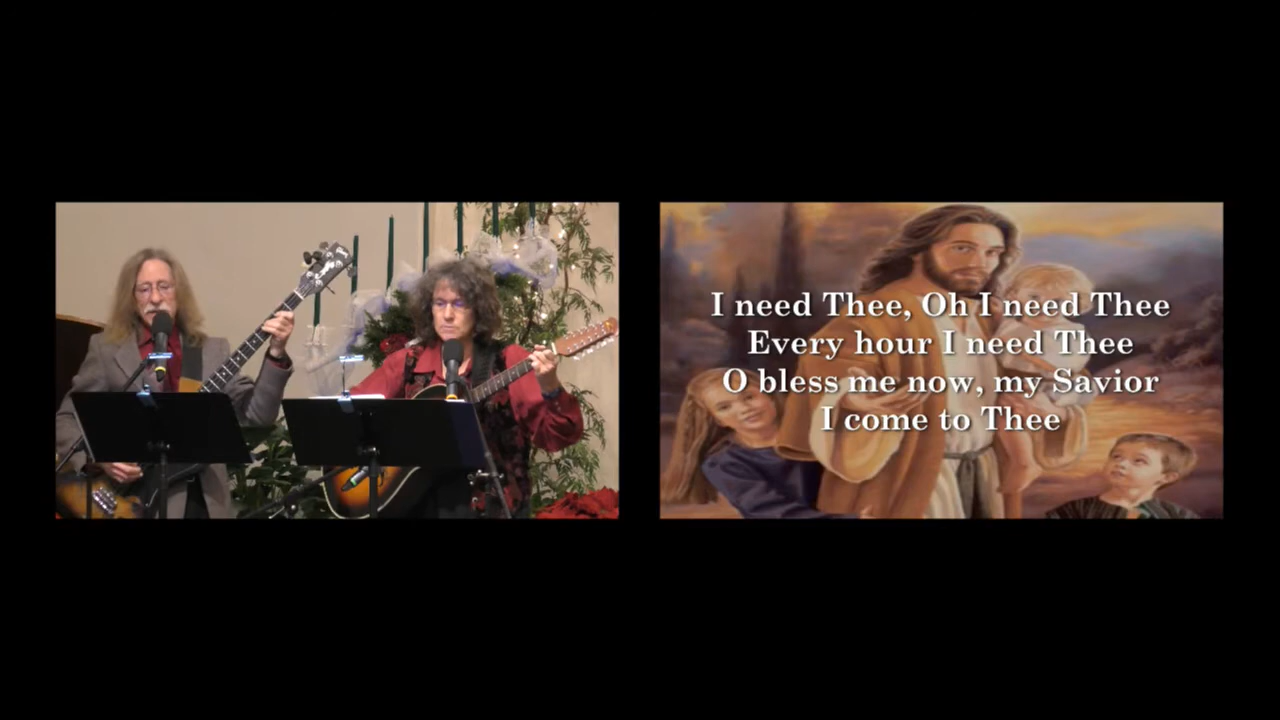 I need Thee, Oh I need Thee
Every hour I need Thee
O bless me now, my Savior
I come to Thee